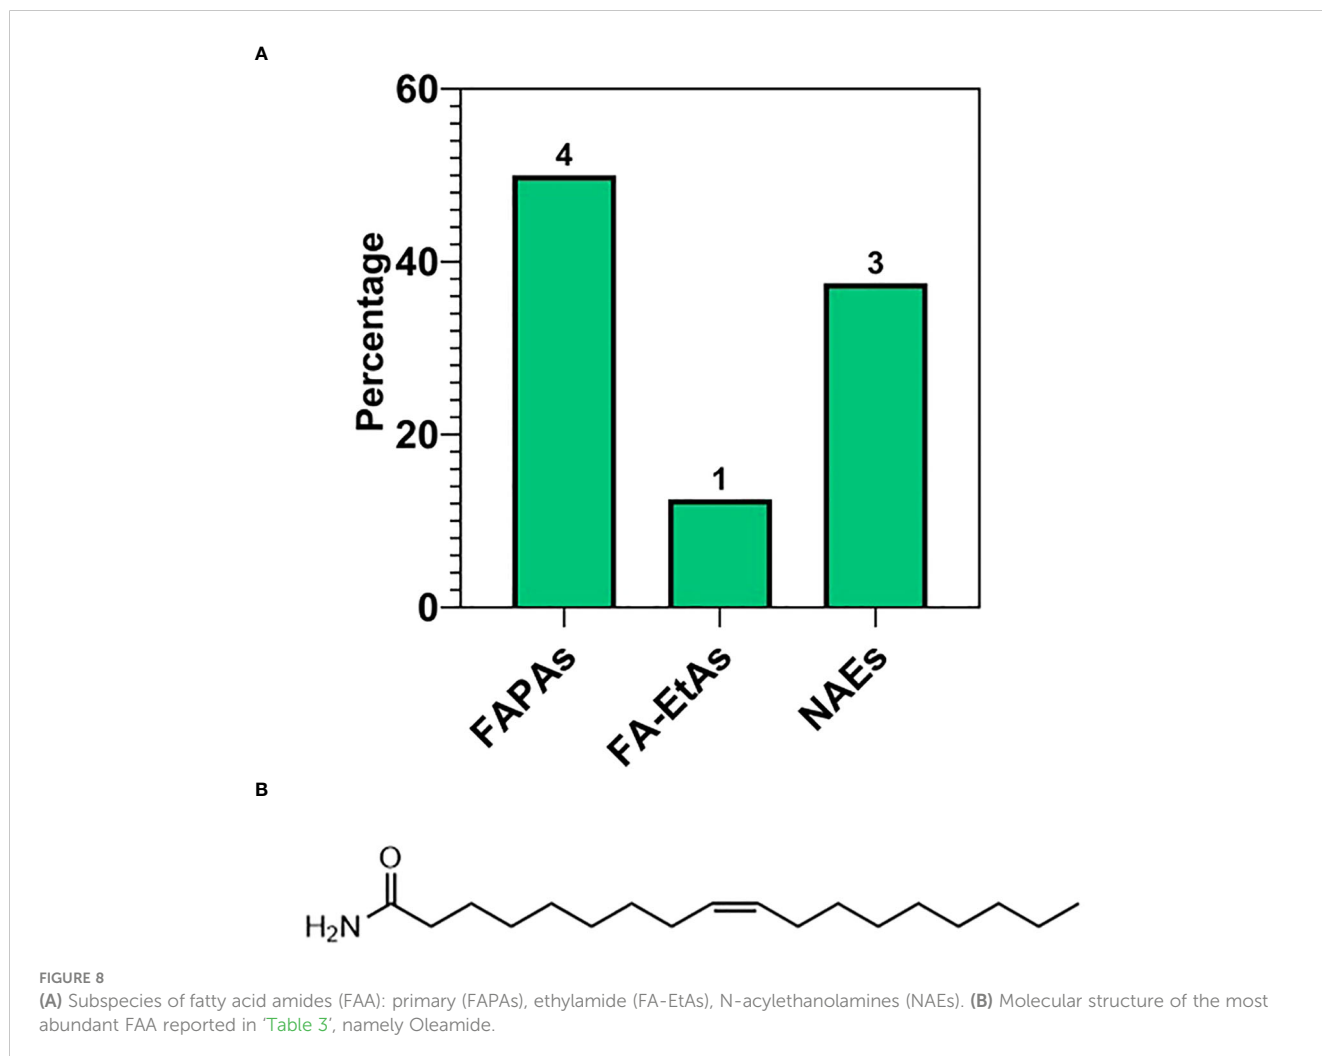 A
60
40
20
0
Percentage
4
1
3
FAPAs
FA-EtAs
NAEs
B
O
H₂N
FIGURE 8
(A) Subspecies of fatty acid amides (FAA): primary (FAPAs), ethylamide (FA-EtAs), N-acylethanolamines (NAEs). (B) Molecular structure of the most
abundant FAA reported in ‘Table 3’, namely Oleamide.